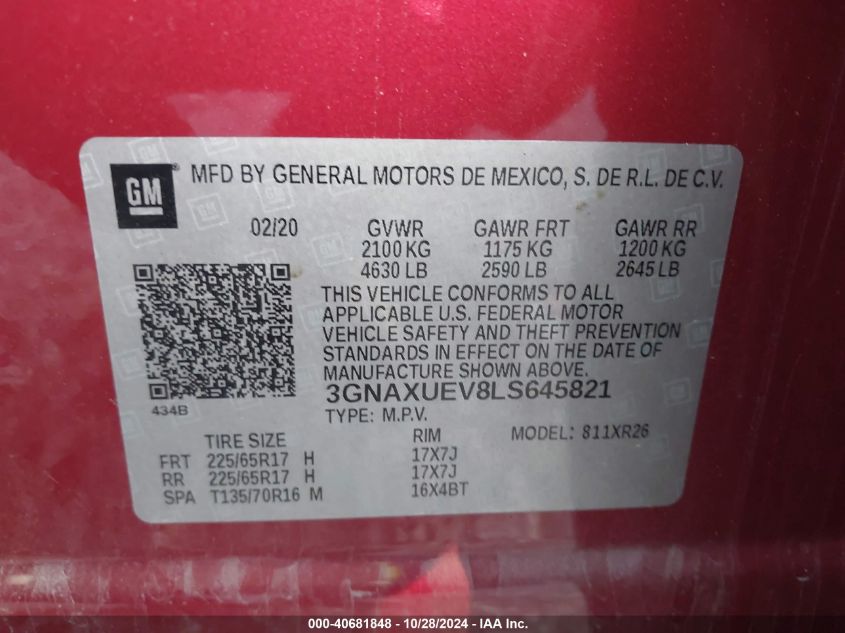 GM ® MFD BY GENERAL MOTORS DE MEXICO, S. DE R.L. DE C.V.
02/20 GVWR GAWR FRT GAWR RR
2100 KG 1175 KG 1200 KG
4630 LB 2590 LB 2645 LB
THIS VEHICLE CONFORMS TO ALL
APPLICABLE U.S. FEDERAL MOTOR
VEHICLE SAFETY AND THEFT PREVENTION
STANDARDS IN EFFECT ON THE DATE OF
MANUFACTURE SHOWN ABOVE.
3GNAXUEV8LS645821
434B
TYPE: M.P.V.
TIRE SIZE RIM MODEL: 811XR26
FRT 225/65R17 H 17X7J
RR 225/65R17 H 17X7J
SPA T135/70R16 M 16X4BT
000-40681848 - 10/28/2024 - IAA Inc.